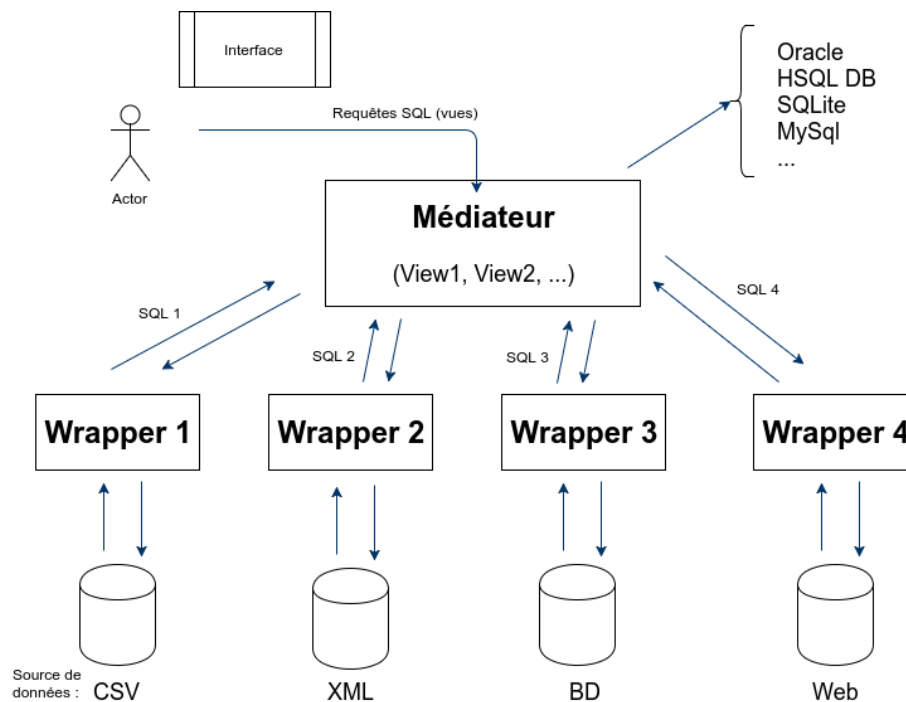 Interface
Oracle
HSQL DB
SQLite
MySql
...
Requêtes SQL (vues)
Actor
Médiateur
(View1, View2, ...)
SQL 1
SQL 2
SQL 3
SQL 4
Wrapper 1
Wrapper 2
Wrapper 3
Wrapper 4
Source de
données :
CSV
XML
BD
Web